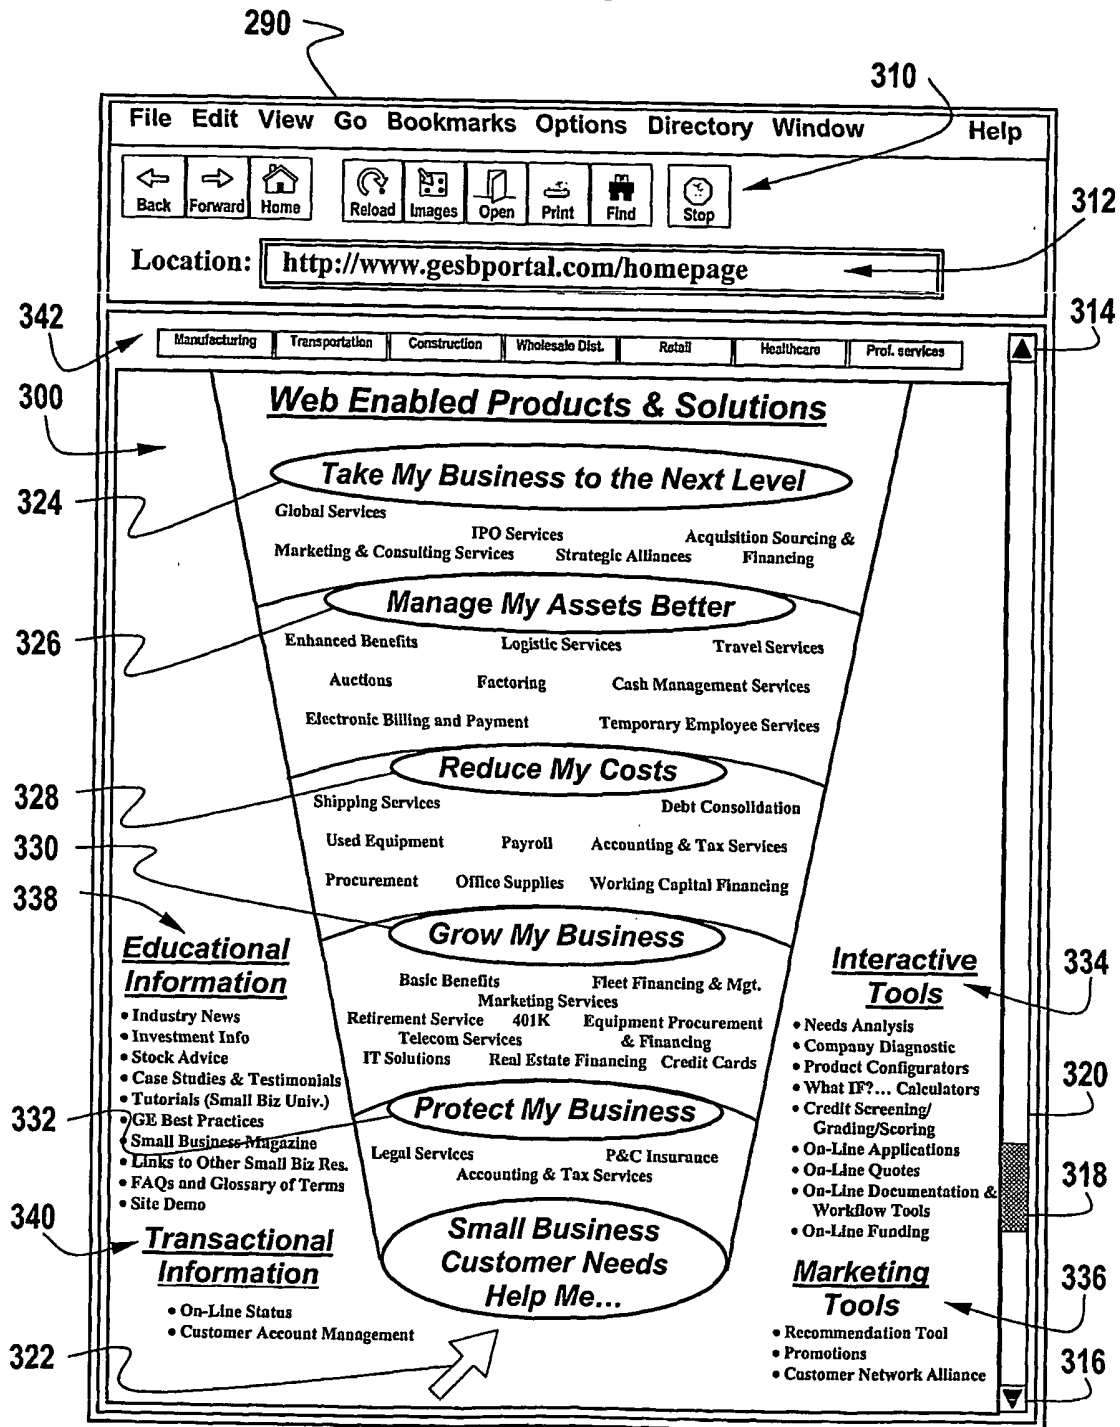 290
310
File Edit View Go Bookmarks Options Directory Window Help
Back Forward Home Reload Images Open Print Find Stop
312
Location: http://www.gesbportal.com/homepage
342
314
Manufacturing Transportation Construction Wholesale Dist. Retail Healthcare Prof. services
300
Web Enabled Products & Solutions
324
Take My Business to the Next Level
Global Services
IPO Services
Acquisition Sourcing &
Financing
Marketing & Consulting Services
Strategic Alliances
326
Manage My Assets Better
Enhanced Benefits Logistic Services Travel Services
Auctions Factoring Cash Management Services
Electronic Billing and Payment Temporary Employee Services
328
Reduce My Costs
Shipping Services Debt Consolidation
330
Used Equipment Payroll Accounting & Tax Services
Procurement Office Supplies Working Capital Financing
338
Grow My Business
Basic Benefits Fleet Financing & Mgt.
Marketing Services
Retirement Service 401K Equipment Procurement
& Financing
Telecom Services
IT Solutions Real Estate Financing Credit Cards
Educational
Information
• Industry News
• Investment Info
• Stock Advice
• Case Studies & Testimonials
• Tutorials (Small Biz Univ.)
• GE Best Practices
• Small Business Magazine
• Links to Other Small Biz Res.
• FAQs and Glossary of Terms
• Site Demo
332
Protect My Business
Legal Services P&C Insurance
Accounting & Tax Services
Interactive
Tools
334
• Needs Analysis
• Company Diagnostic
• Product Configurators
• What IF?... Calculators
• Credit Screening/
Grading/Scoring
• On-Line Applications
• On-Line Quotes
• On-Line Documentation &
Workflow Tools
• On-Line Funding
320
318
340
Transactional
Information
• On-Line Status
• Customer Account Management
Small Business
Customer Needs
Help Me...
322
Marketing
Tools
336
• Recommendation Tool
• Promotions
• Customer Network Alliance
316